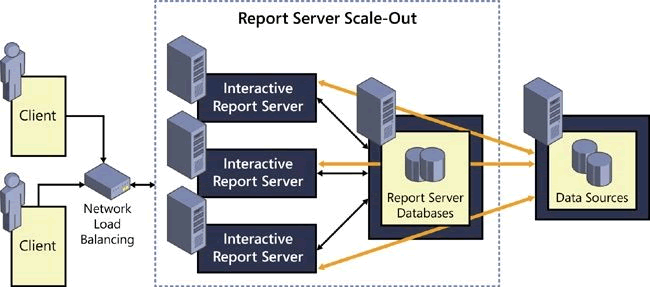 Report Server Scale-Out
Client
Client
Network
Load
Balancing
Interactive
Report Server
Interactive
Report Server
Interactive
Report Server
Report Server
Databases
Data Sources